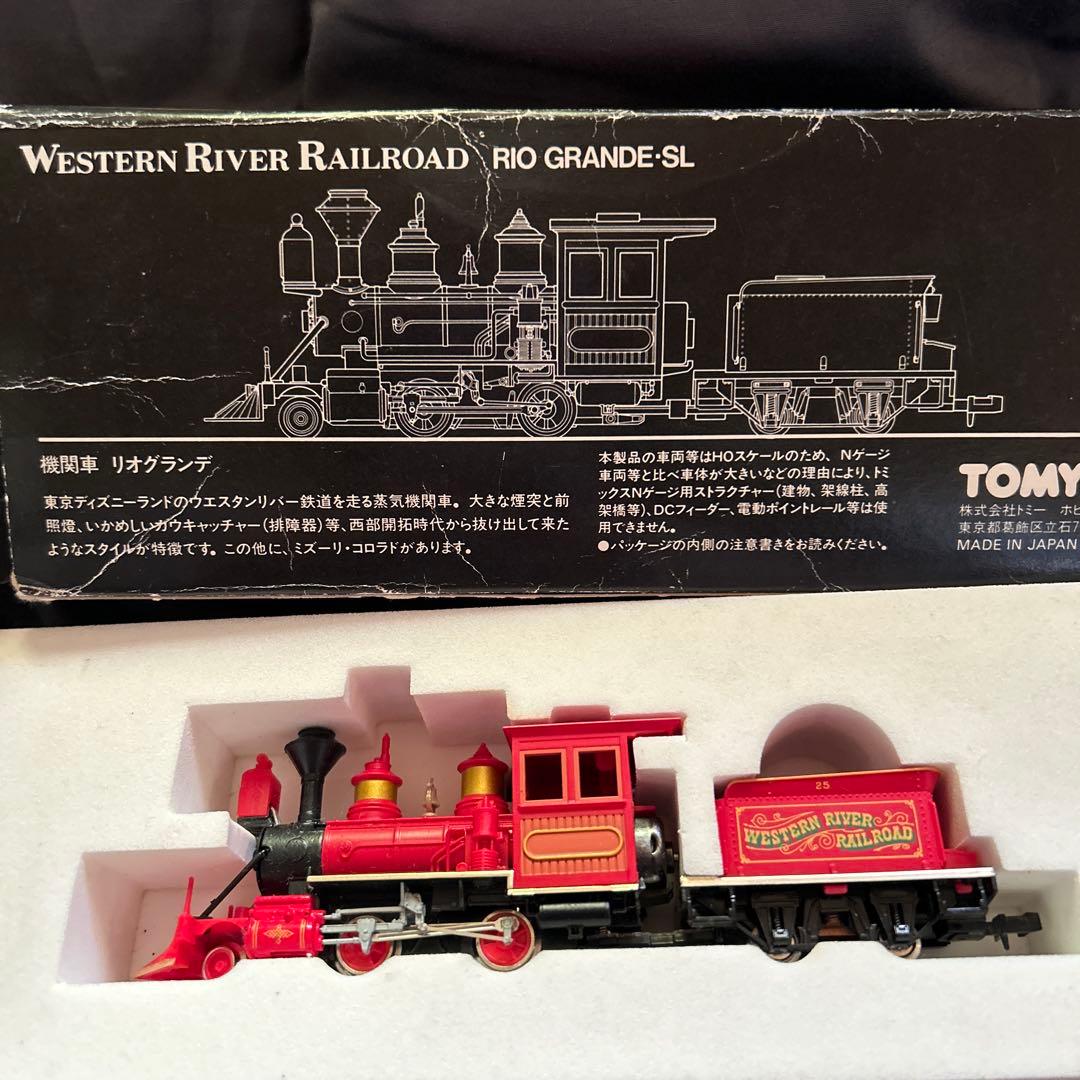 WESTERN RIVER RAILROAD RIO GRANDE·SL
機関車 リオグランデ
東京ディズニーランドのウエスタンリバー鉄道を走る蒸気機関車。大きな煙突と前
照燈、いかめしいカウキャッチャー(排障器)等、西部開拓時代から抜け出して来た
ようなスタイルが特徴です。この他に、ミズーリ・コロラドがあります。
本製品の車両等はHOスケールのため、Nゲージ
車両等と比べ車体が大きいなどの理由により、トミ
ックスNゲージ用ストラクチャー(建物、架線柱、高
架橋等)、DCフィーダー、電動ポイントレール等は使
用できません。
●パッケージの内側の注意書きをお読みください。
TOMY
株式会社トミー ホビ
東京都葛飾区立石7
MADE IN JAPAN
25
WESTERN RIVER
RAILROAD